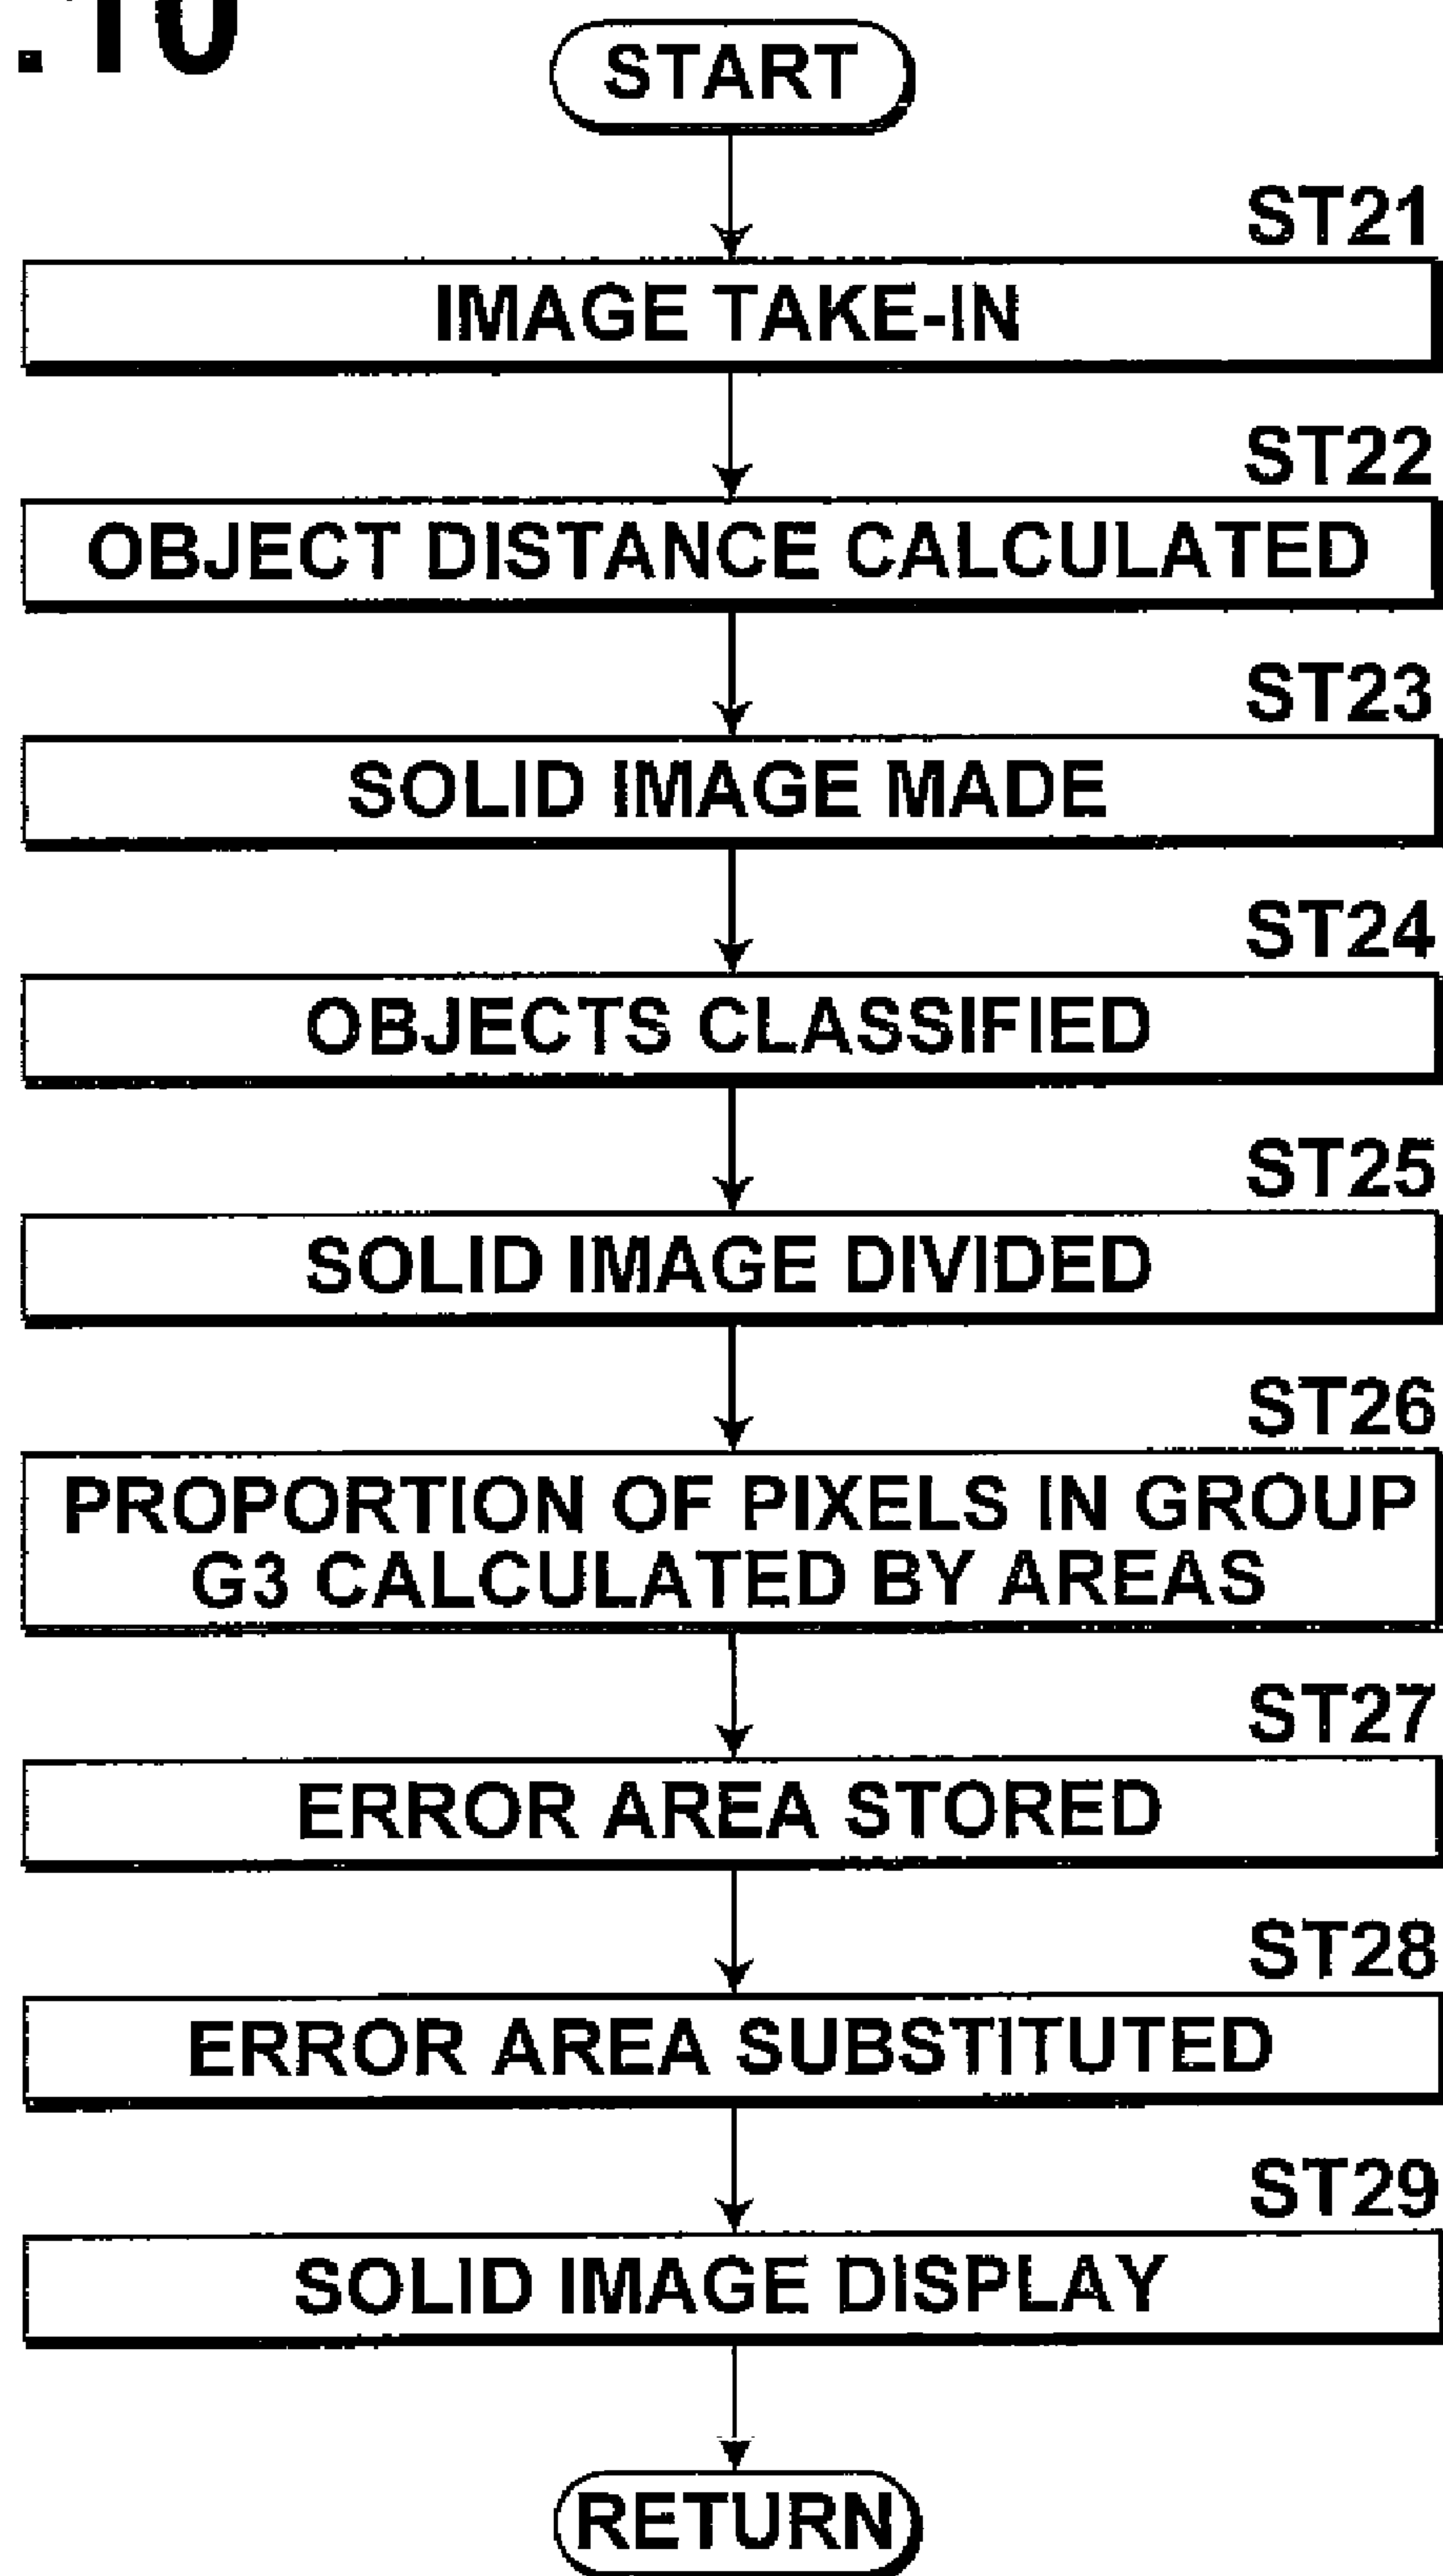 .10
START
ST21
IMAGE TAKE-IN
ST22
OBJECT DISTANCE CALCULATED
ST23
SOLID IMAGE MADE
ST24
OBJECTS CLASSIFIED
ST25
SOLID IMAGE DIVIDED
ST26
PROPORTION OF PIXELS IN GROUP
G3 CALCULATED BY AREAS
ST27
ERROR AREA STORED
ST28
ERROR AREA SUBSTITUTED
ST29
SOLID IMAGE DISPLAY
RETURN